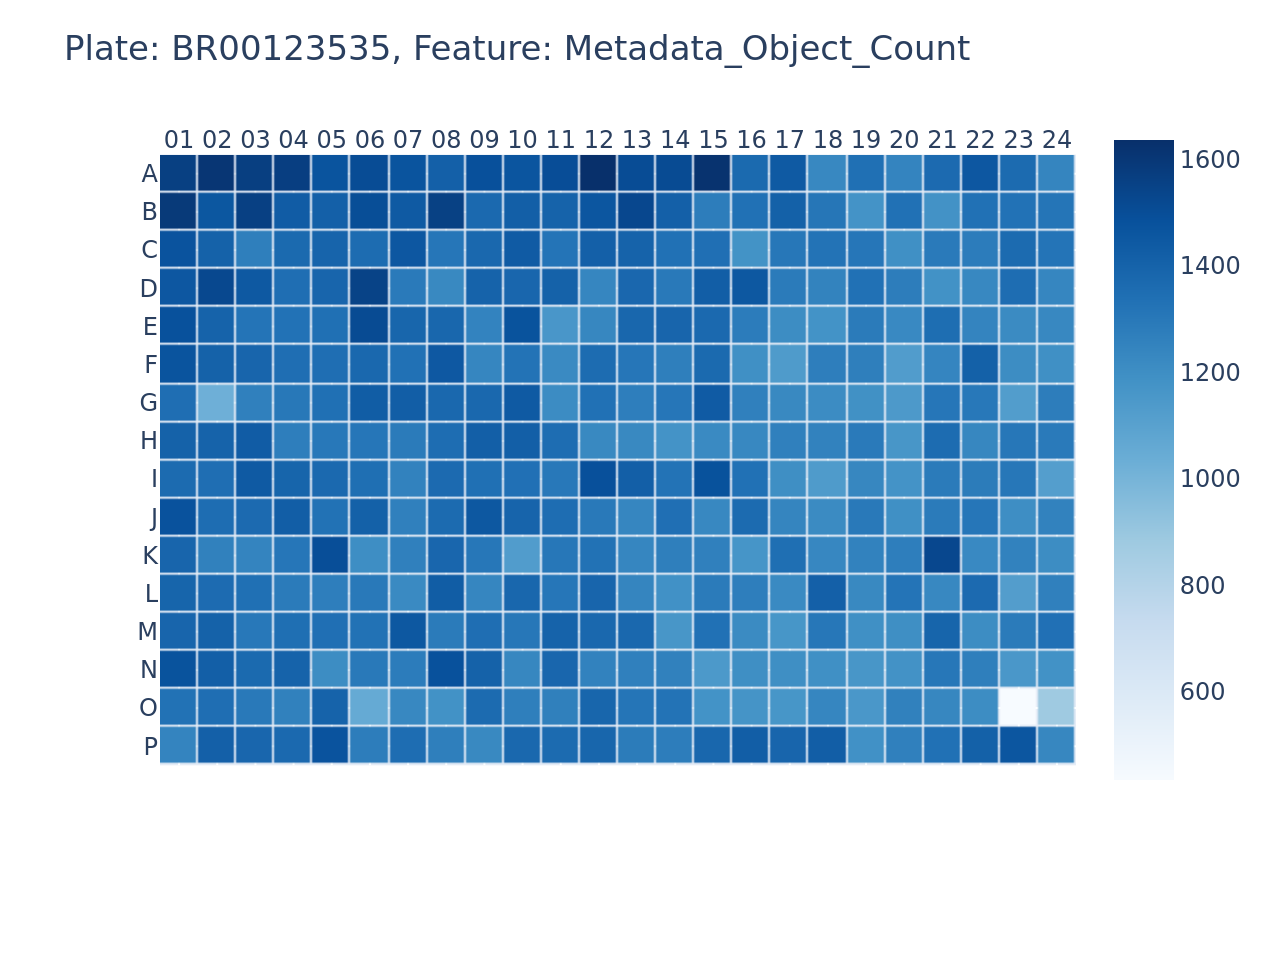 Plate: BR00123535, Feature: Metadata_Object_Count
01 02 03 04 05 06 07 08 09 10 11 12 13 14 15 16 17 18 19 20 21 22 23 24
A
B
C
D
E
F
G
H
I
J
K
L
M
N
O
P
1600
1400
1200
1000
800
600